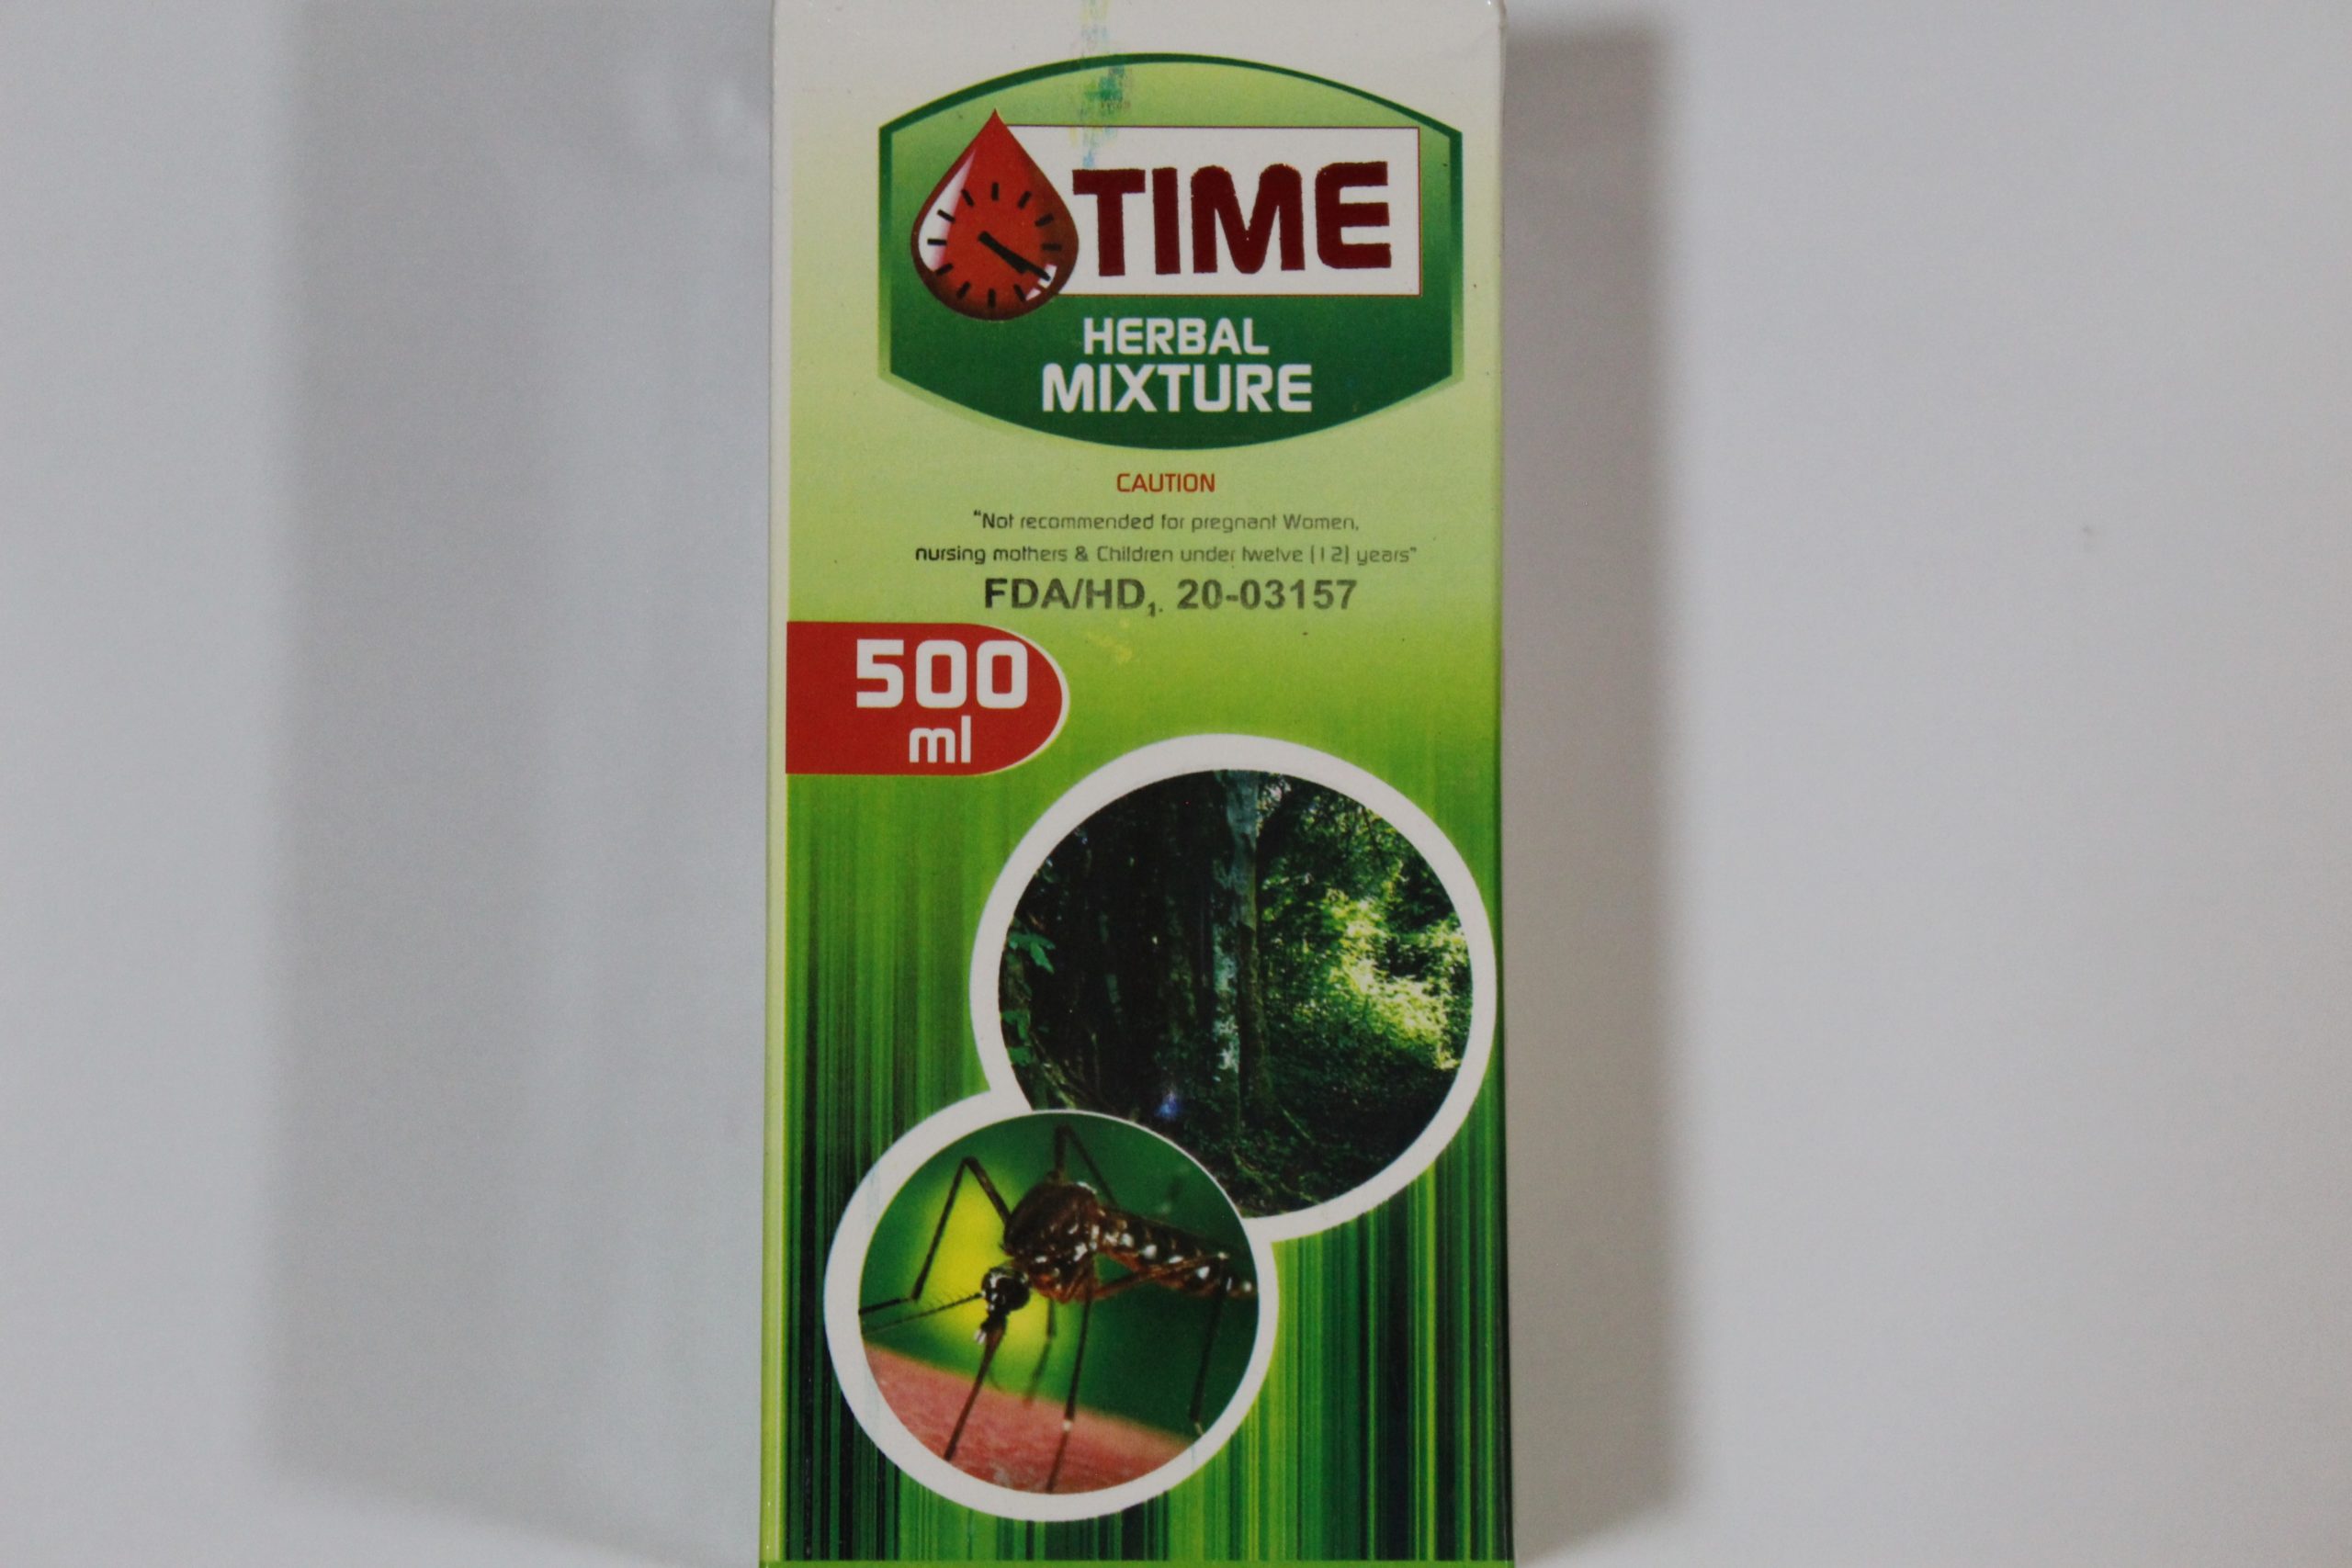 TIME
HERBAL
MIXTURE
CAUTION
"Not recommended for pregnant Women,
nursing mothers & Children under twelve (12) years"
FDA/HD1. 20-03157
500
ml